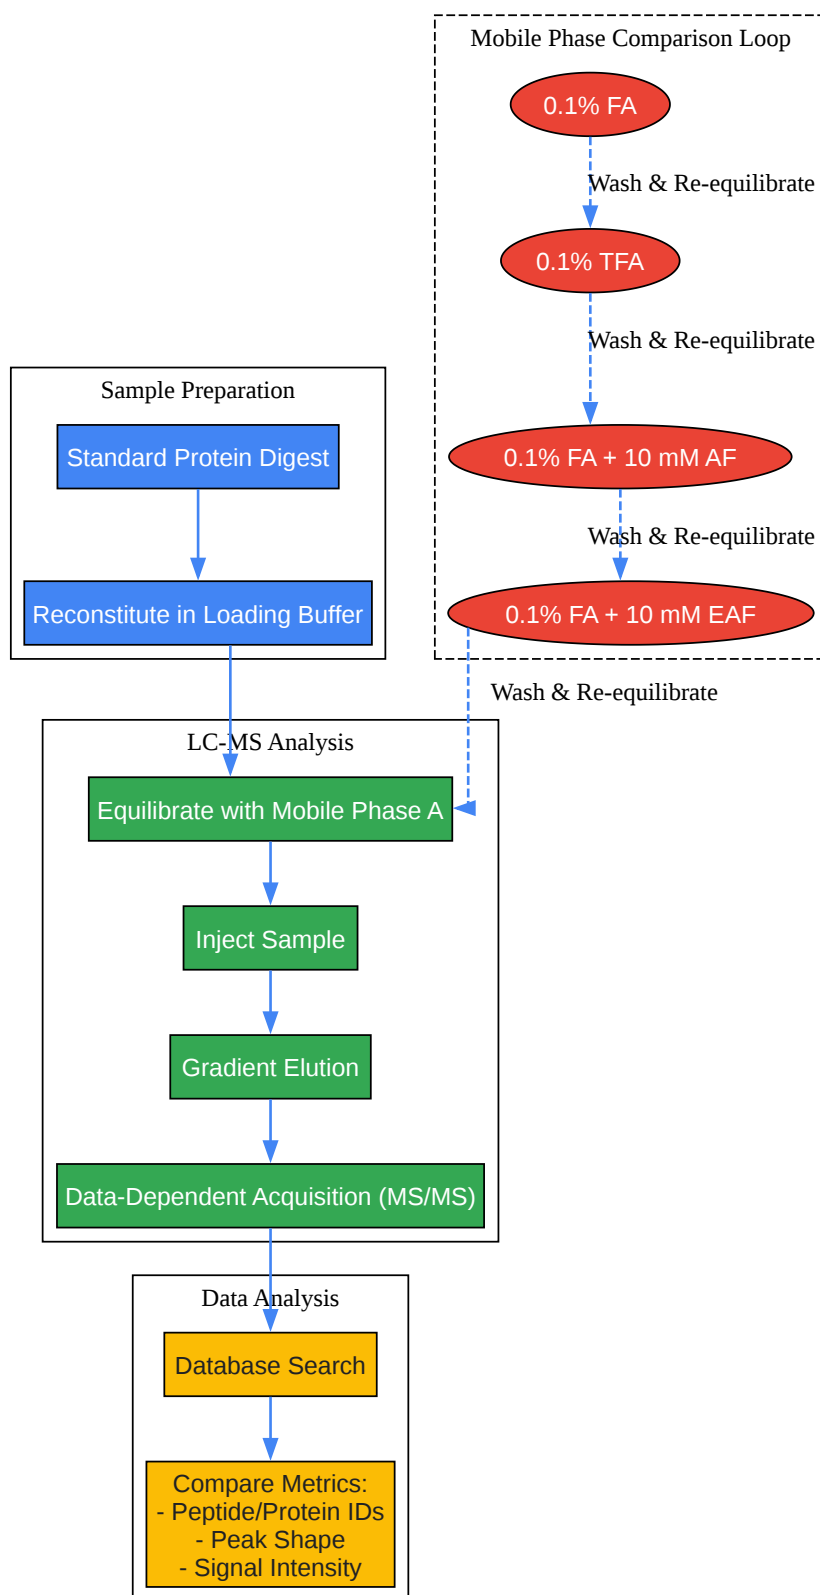 Mobile Phase Comparison Loop
0.1% FA
Wash & Re-equilibrate
0.1% TFA
Wash & Re-equilibrate
0.1% FA + 10 mM AF
Wash & Re-equilibrate
0.1% FA + 10 mM EAF
Wash & Re-equilibrate
Sample Preparation
Standard Protein Digest
Reconstitute in Loading Buffer
LC-MS Analysis
Equilibrate with Mobile Phase A
Inject Sample
Gradient Elution
Data-Dependent Acquisition (MS/MS)
Data Analysis
Database Search
Compare Metrics:
- Peptide/Protein IDs
- Peak Shape
- Signal Intensity